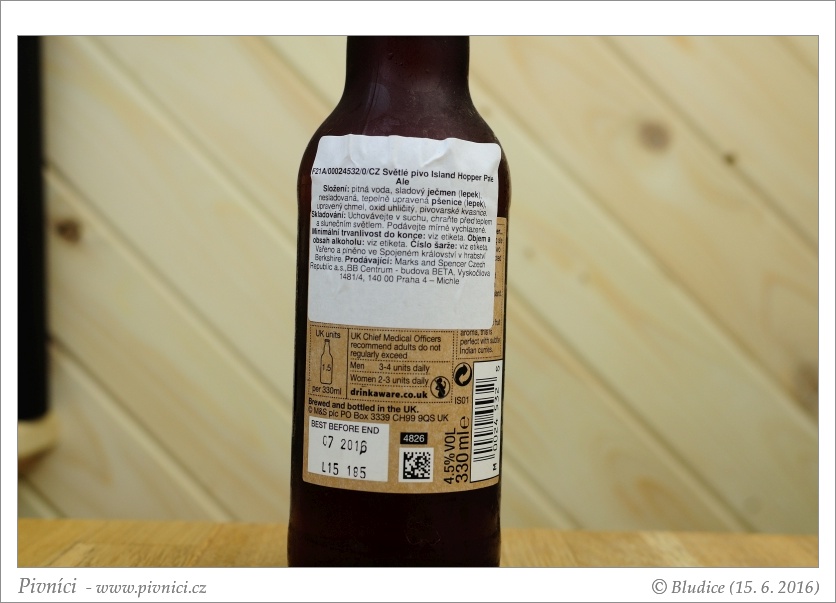 F21A/00024532/0/CZ Světlé pivo Island Hopper Pale
Ale
Složení: pitná voda, sladový ječmen (lepek),
nesladovaná, tepelně upravená pšenice (lepek),
upravený chmel, oxid uhličitý, pivovarské kvasnice.
Skladování: Uchovávejte v suchu, chraňte před teplem
a slunečním světlem. Podávejte mírně vychlazené.
Minimální trvanlivost do konce: viz etiketa. Objem a
obsah alkoholu: viz etiketa. Číslo šarže: viz etiketa.
Vařeno a plněno ve Spojeném království v hrabství
Berkshire. Prodávající: Marks and Spencer Czech
Republic a.s.,BB Centrum - budova BETA, Vyskočilova
1481/4, 140 00 Praha 4 – Michle
aroma, this is
perfect with subtle
Indian curries.
UK units
1.5
per 330ml
UK Chief Medical Officers
recommend adults do not
regularly exceed
Men 3-4 units daily
Women 2-3 units daily
drinkaware.co.uk
IS01
Brewed and bottled in the UK.
© M&S plc PO Box 3339 CH99 9QS UK
BEST BEFORE END
07 2016
L15 185
4826
4.5%VOL
330mle
M 0024 532 5
Pivníci - www.pivnici.cz
© Bludice (15. 6. 2016)